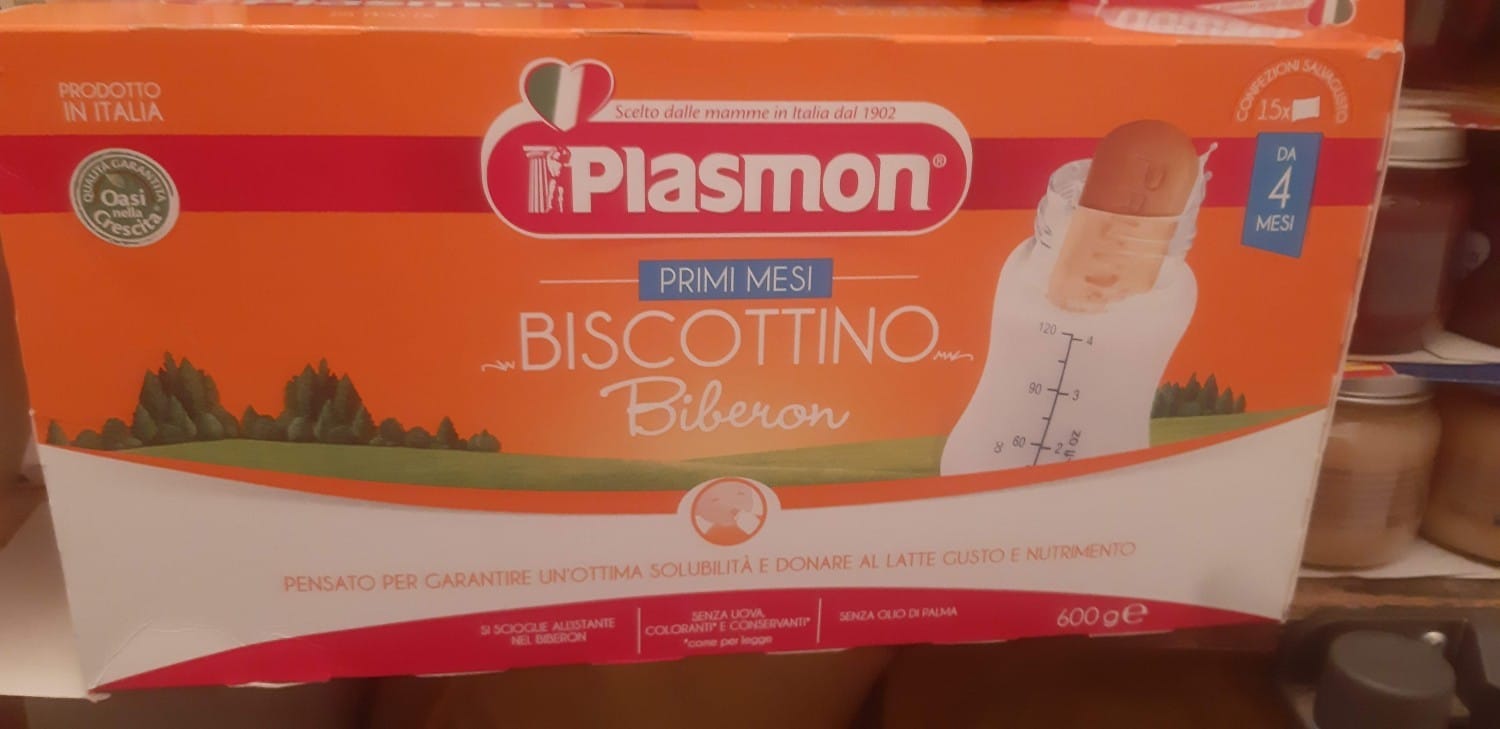 PRODOTTO
IN ITALIA
QUALITÀ GARANTITA
Oasi
nella
Crescita®
Scelto dalle mamme in Italia dal 1902
Plasmon®
CONFEZIONI SALVAGUSTO
15x
DA
4
MESI
PRIMI MESI
BISCOTTINO
Biberon
120
4
90
3
60
2
fl oz
PENSATO PER GARANTIRE UN'OTTIMA SOLUBILITÀ E DONARE AL LATTE GUSTO E NUTRIMENTO
SI SCIOGLIE ALL'ISTANTE
NEL BIBERON
SENZA UOVA,
COLORANTI* E CONSERVANTI*
*come per legge
SENZA OLIO DI PALMA
600 g e